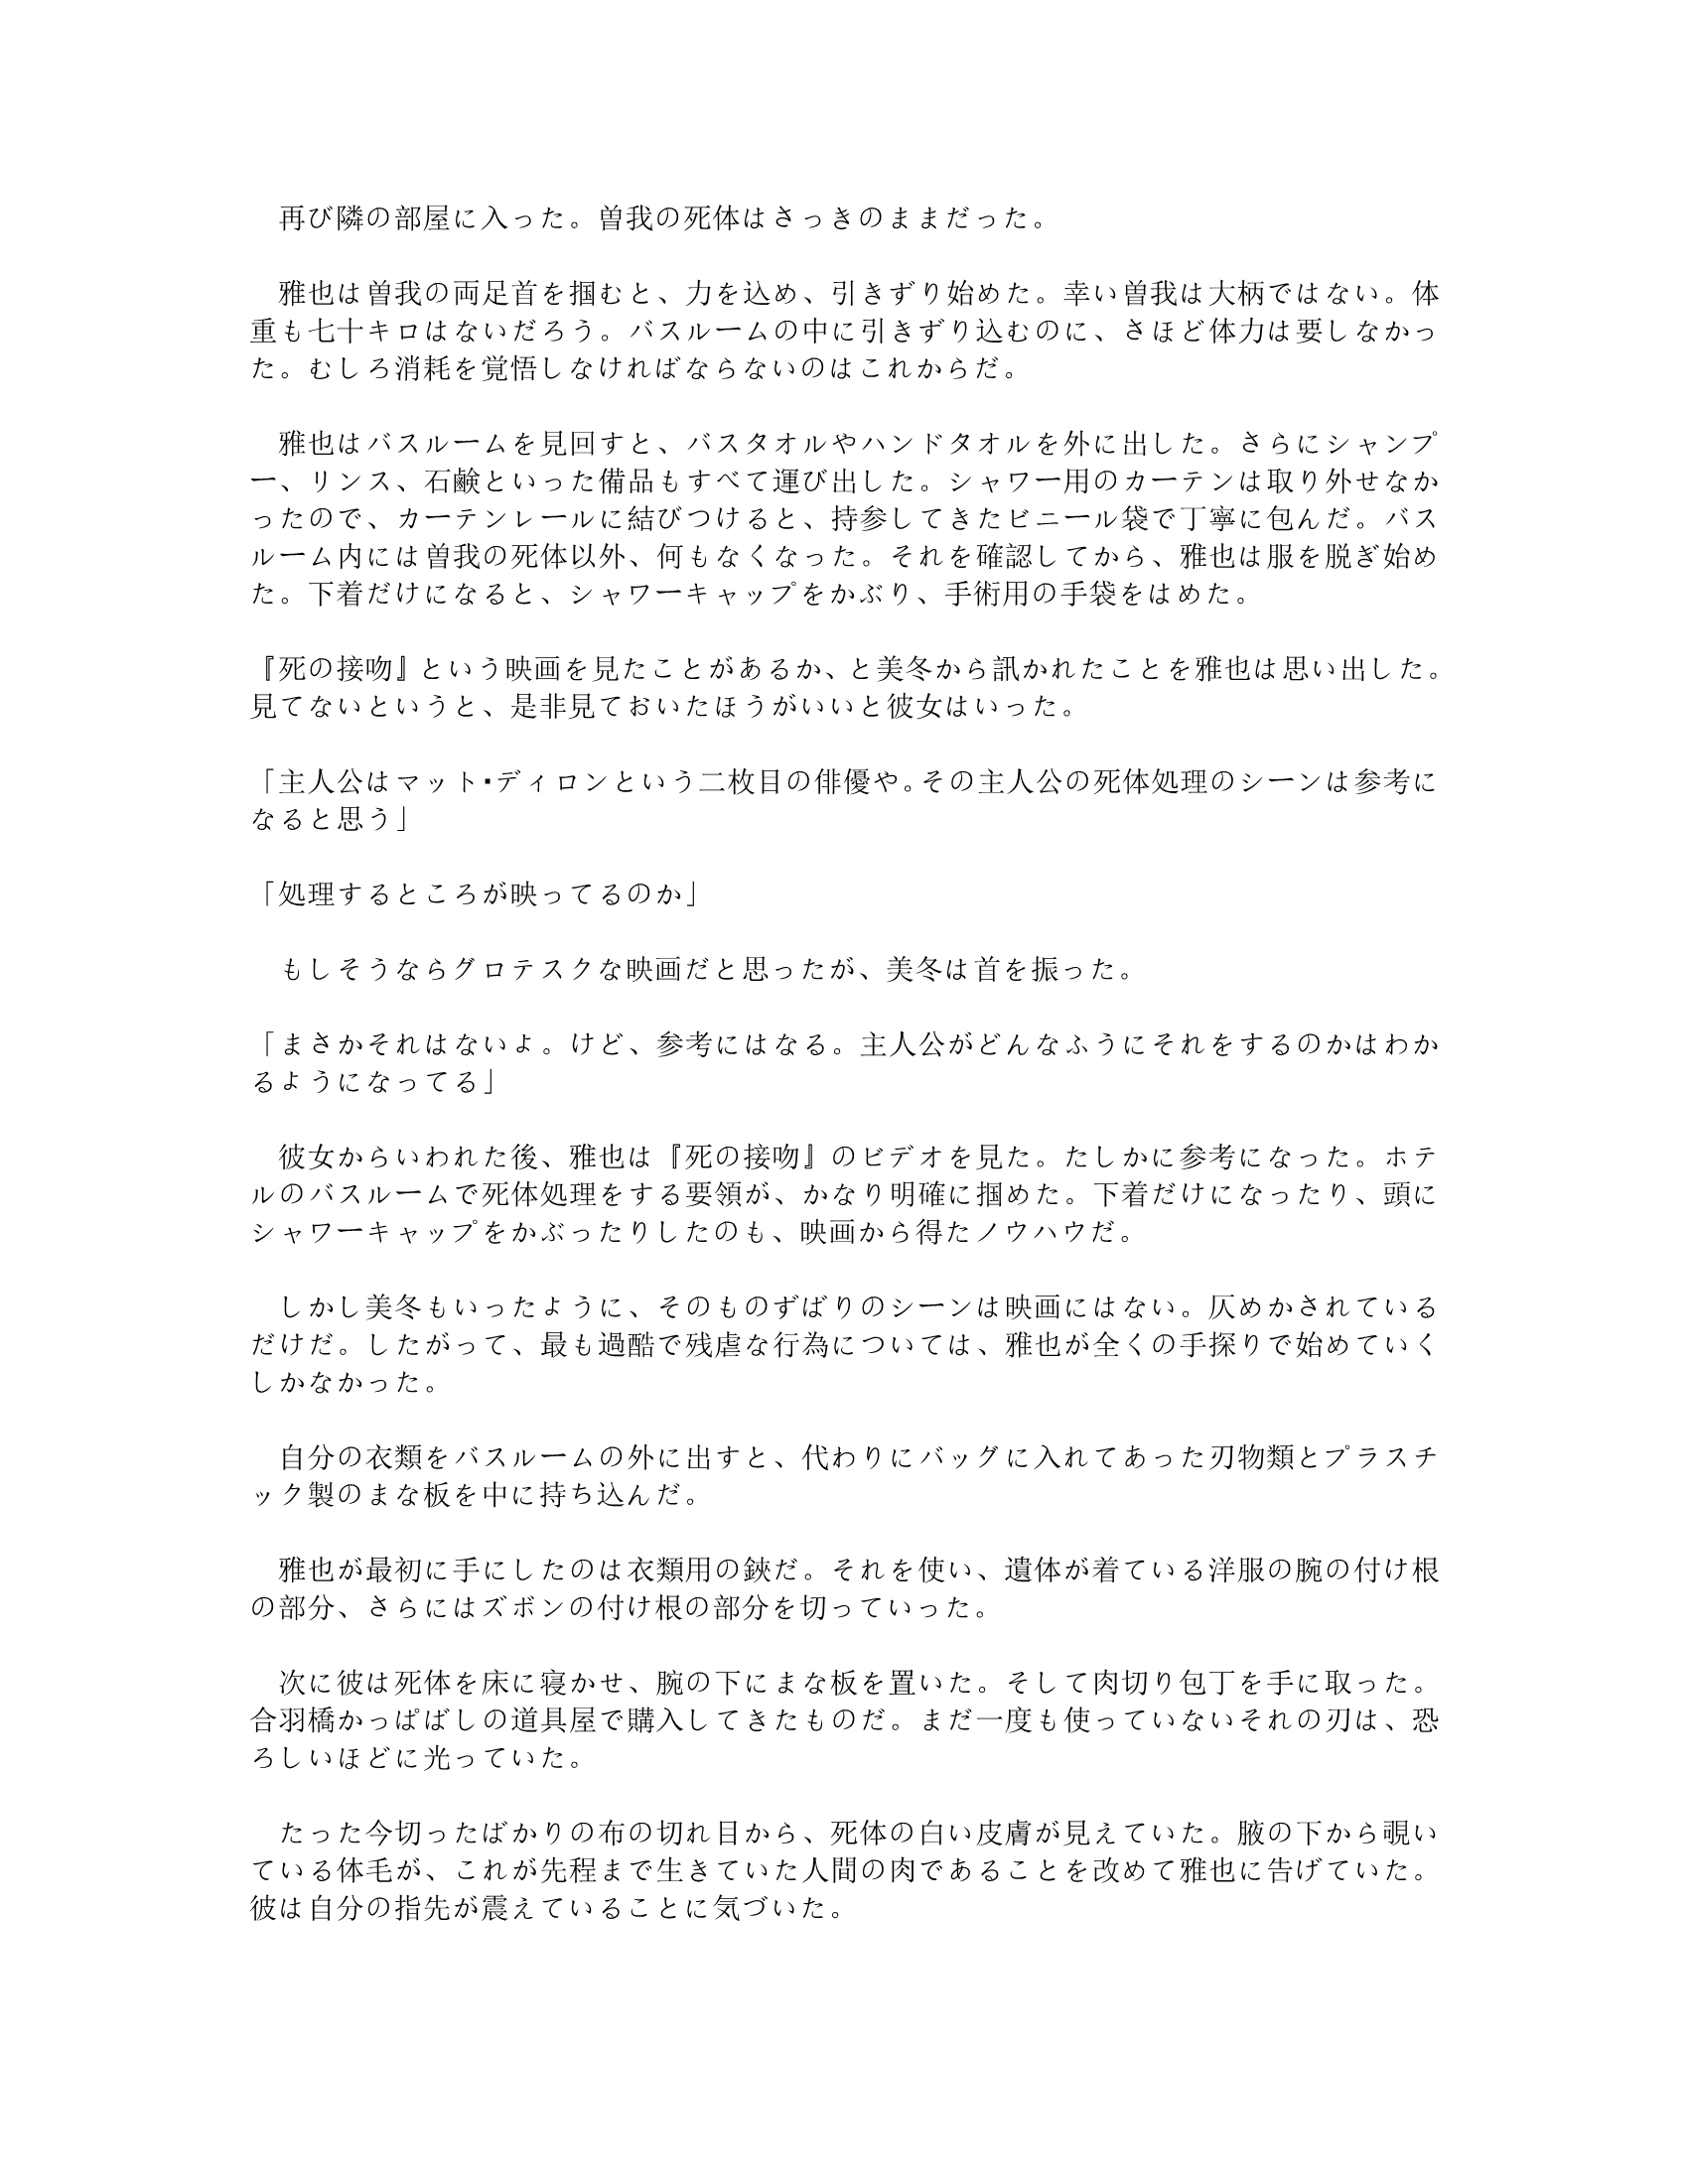 再び隣の部屋に入った。曽我の死体はさっきのままだった。
雅也は曽我の両足首を掴むと、力を込め、引きずり始めた。幸い曽我は大柄ではない。体
重も七十キロはないだろう。バスルームの中に引きずり込むのに、さほど体力は要しなかっ
た。むしろ消耗を覚悟しなければならないのはこれからだ。
雅也はバスルームを見回すと、バスタオルやハンドタオルを外に出した。さらにシャンプ
ー、リンス、石鹸といった備品もすべて運び出した。シャワー用のカーテンは取り外せなか
ったので、カーテンレールに結びつけると、持参してきたビニール袋で丁寧に包んだ。バス
ルーム内には曽我の死体以外、何もなくなった。それを確認してから、雅也は服を脱ぎ始め
た。下着だけになると、シャワーキャップをかぶり、手術用の手袋をはめた。
『死の接吻』という映画を見たことがあるか、と美冬から訊かれたことを雅也は思い出した。
見てないというと、是非見ておいたほうがいいと彼女はいった。
「主人公はマット・ディロンという二枚目の俳優や。その主人公の死体処理のシーンは参考に
なると思う」
「処理するところが映ってるのか」
もしそうならグロテスクな映画だと思ったが、美冬は首を振った。
「まさかそれはないよ。けど、参考にはなる。主人公がどんなふうにそれをするのかはわか
るようになってる」
彼女からいわれた後、雅也は『死の接吻』のビデオを見た。たしかに参考になった。ホテ
ルのバスルームで死体処理をする要領が、かなり明確に掴めた。下着だけになったり、頭に
シャワーキャップをかぶったりしたのも、映画から得たノウハウだ。
しかし美冬もいったように、そのものずばりのシーンは映画にはない。仄めかされている
だけだ。したがって、最も過酷で残虐な行為については、雅也が全くの手探りで始めていく
しかなかった。
自分の衣類をバスルームの外に出すと、代わりにバッグに入れてあった刃物類とプラスチ
ック製のまな板を中に持ち込んだ。
雅也が最初に手にしたのは衣類用の鋏だ。それを使い、遺体が着ている洋服の腕の付け根
の部分、さらにはズボンの付け根の部分を切っていった。
次に彼は死体を床に寝かせ、腕の下にまな板を置いた。そして肉切り包丁を手に取った。
合羽橋かっぱばしの道具屋で購入してきたものだ。まだ一度も使っていないそれの刃は、恐
ろしいほどに光っていた。
たった今切ったばかりの布の切れ目から、死体の白い皮膚が見えていた。腋の下から覗い
ている体毛が、これが先程まで生きていた人間の肉であることを改めて雅也に告げていた。
彼は自分の指先が震えていることに気づいた。